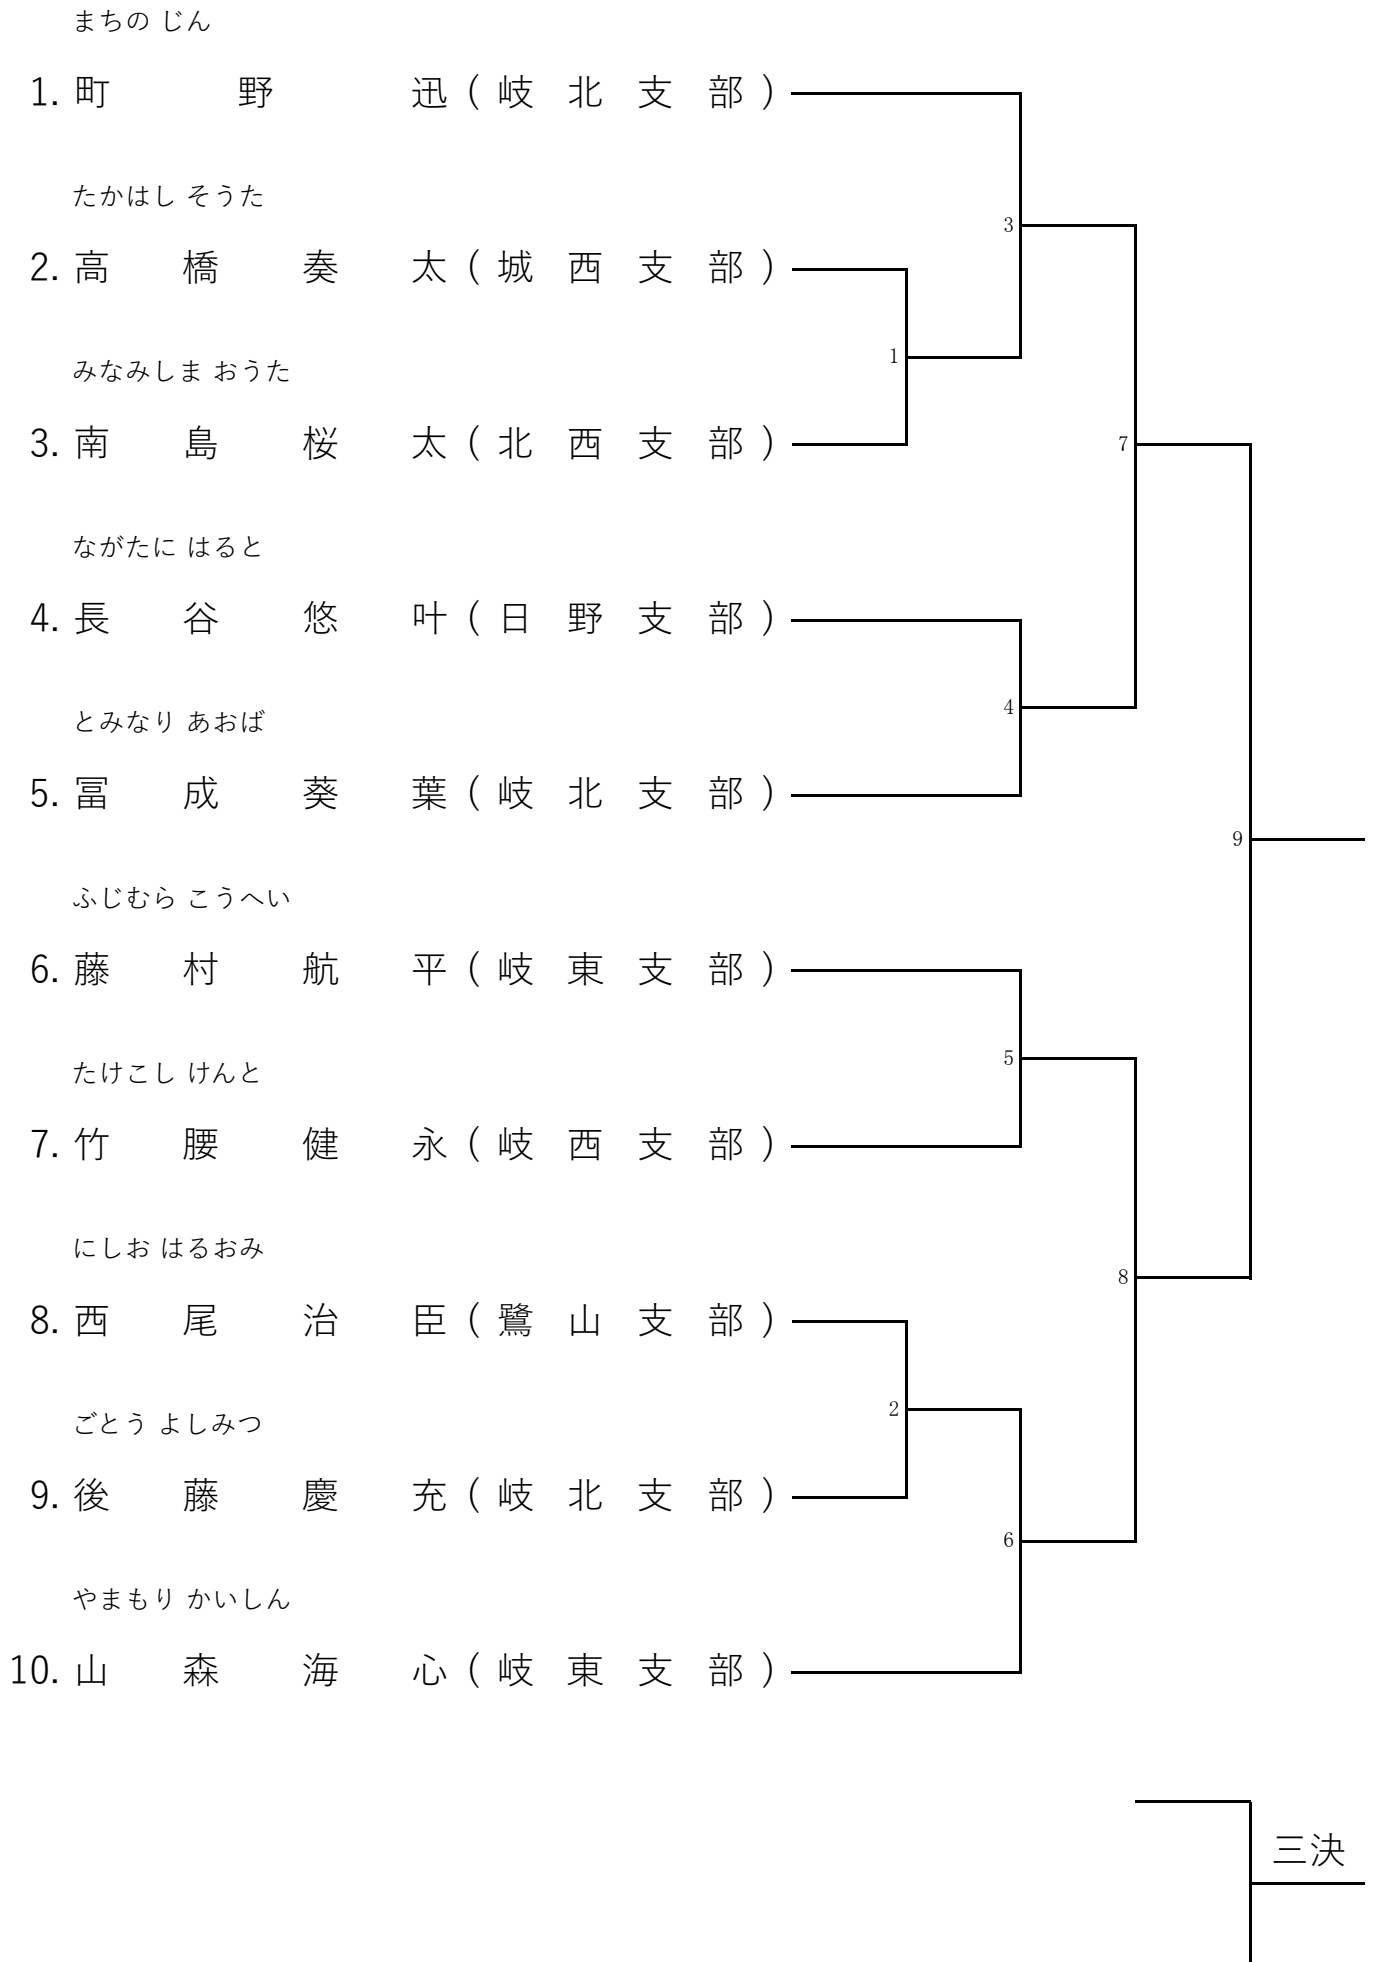 まちの じん
1. 町野迅 ( 岐北支部 )
3
たかはし そうた
2. 高橋奏太 ( 城西支部 )
1
みなみしま おうた
3. 南島桜太 ( 北西支部 )
7
ながたに はると
4. 長谷悠叶 ( 日野支部 )
4
とみなり あおば
5. 冨成葵葉 ( 岐北支部 )
9
ふじむら こうへい
6. 藤村航平 ( 岐東支部 )
5
たけこし けんと
7. 竹腰健永 ( 岐西支部 )
にしお はるおみ
8
8. 西尾治臣 ( 鷺山支部 )
2
ごとう よしみつ
9. 後藤慶充 ( 岐北支部 )
6
やまもり かいしん
10. 山森海心 ( 岐東支部 )
三決